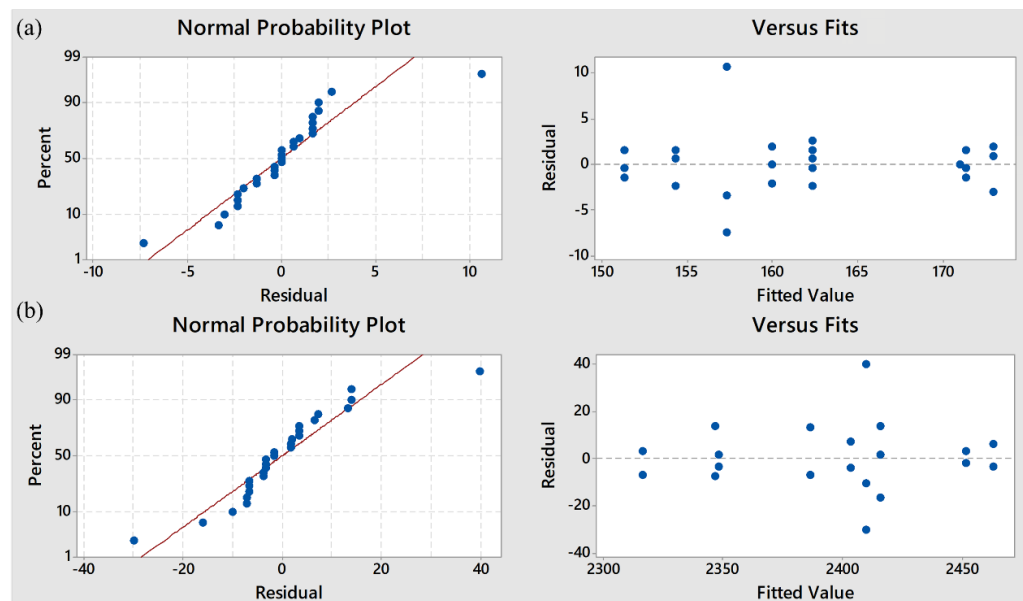 (a)
Normal Probability Plot
99
90
50
10
1
Percent
-10 -5 0 5 10
Residual
Versus Fits
10
5
0
-5
-10
Residual
150 155 160 165 170
Fitted Value
(b)
Normal Probability Plot
99
90
50
10
1
Percent
-40 -20 0 20 40
Residual
Versus Fits
40
20
0
-20
-40
Residual
2300 2350 2400 2450
Fitted Value